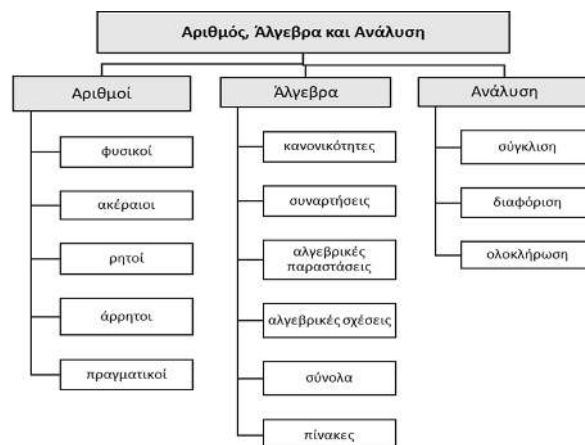 Αριθμός, Άλγεβρα και Ανάλυση
Αριθμοί
φυσικοί
ακέραιοι
ρητοί
άρρητοι
πραγματικοί
Άλγεβρα
κανονικότητες
συναρτήσεις
αλγεβρικές
παραστάσεις
αλγεβρικές σχέσεις
σύνολα
πίνακες
Ανάλυση
σύγκλιση
διαφόριση
ολοκλήρωση